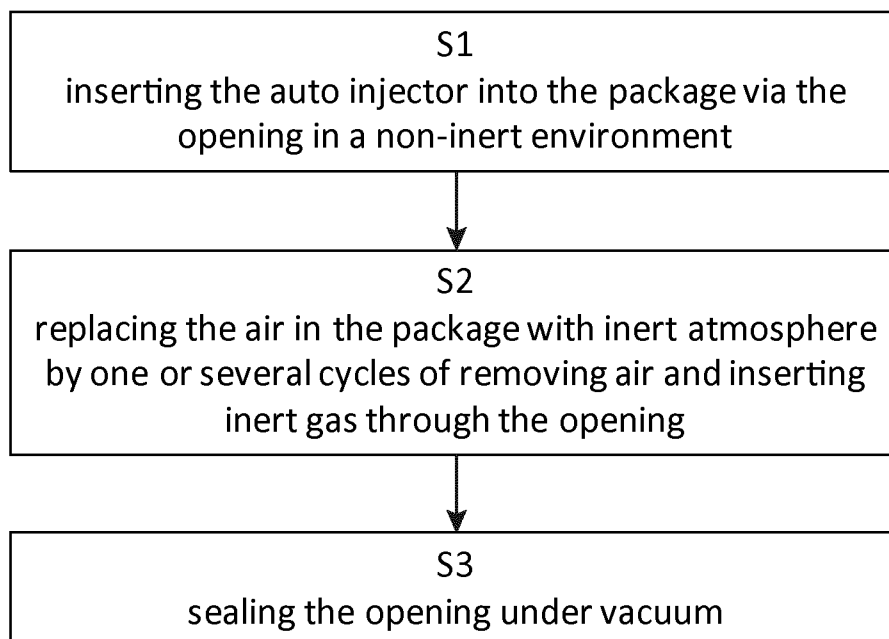 S1
inserting the auto injector into the package via the
opening in a non-inert environment
S2
replacing the air in the package with inert atmosphere
by one or several cycles of removing air and inserting
inert gas through the opening
S3
sealing the opening under vacuum